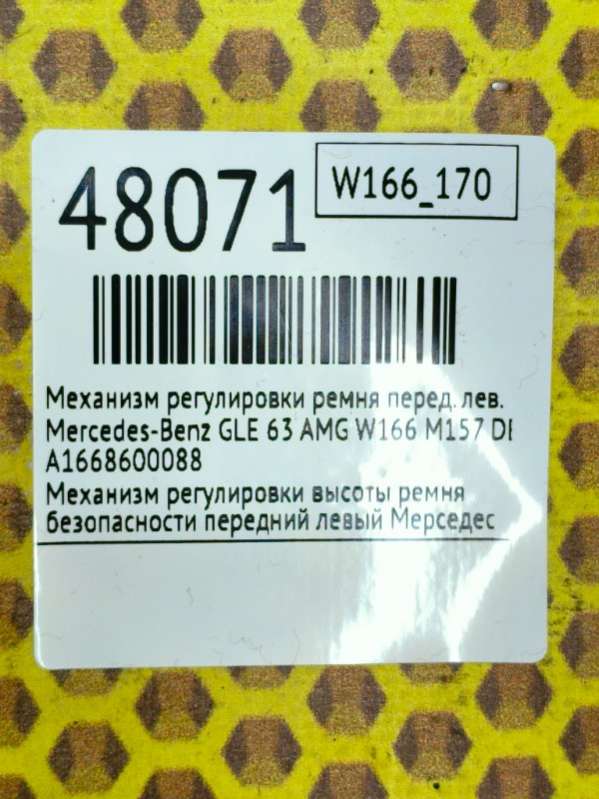 48071
W166_170
Механизм регулировки ремня перед. лев.
Mercedes-Benz GLE 63 AMG W166 M157 DE
A1668600088
Механизм регулировки высоты ремня
безопасности передний левый Мерседес